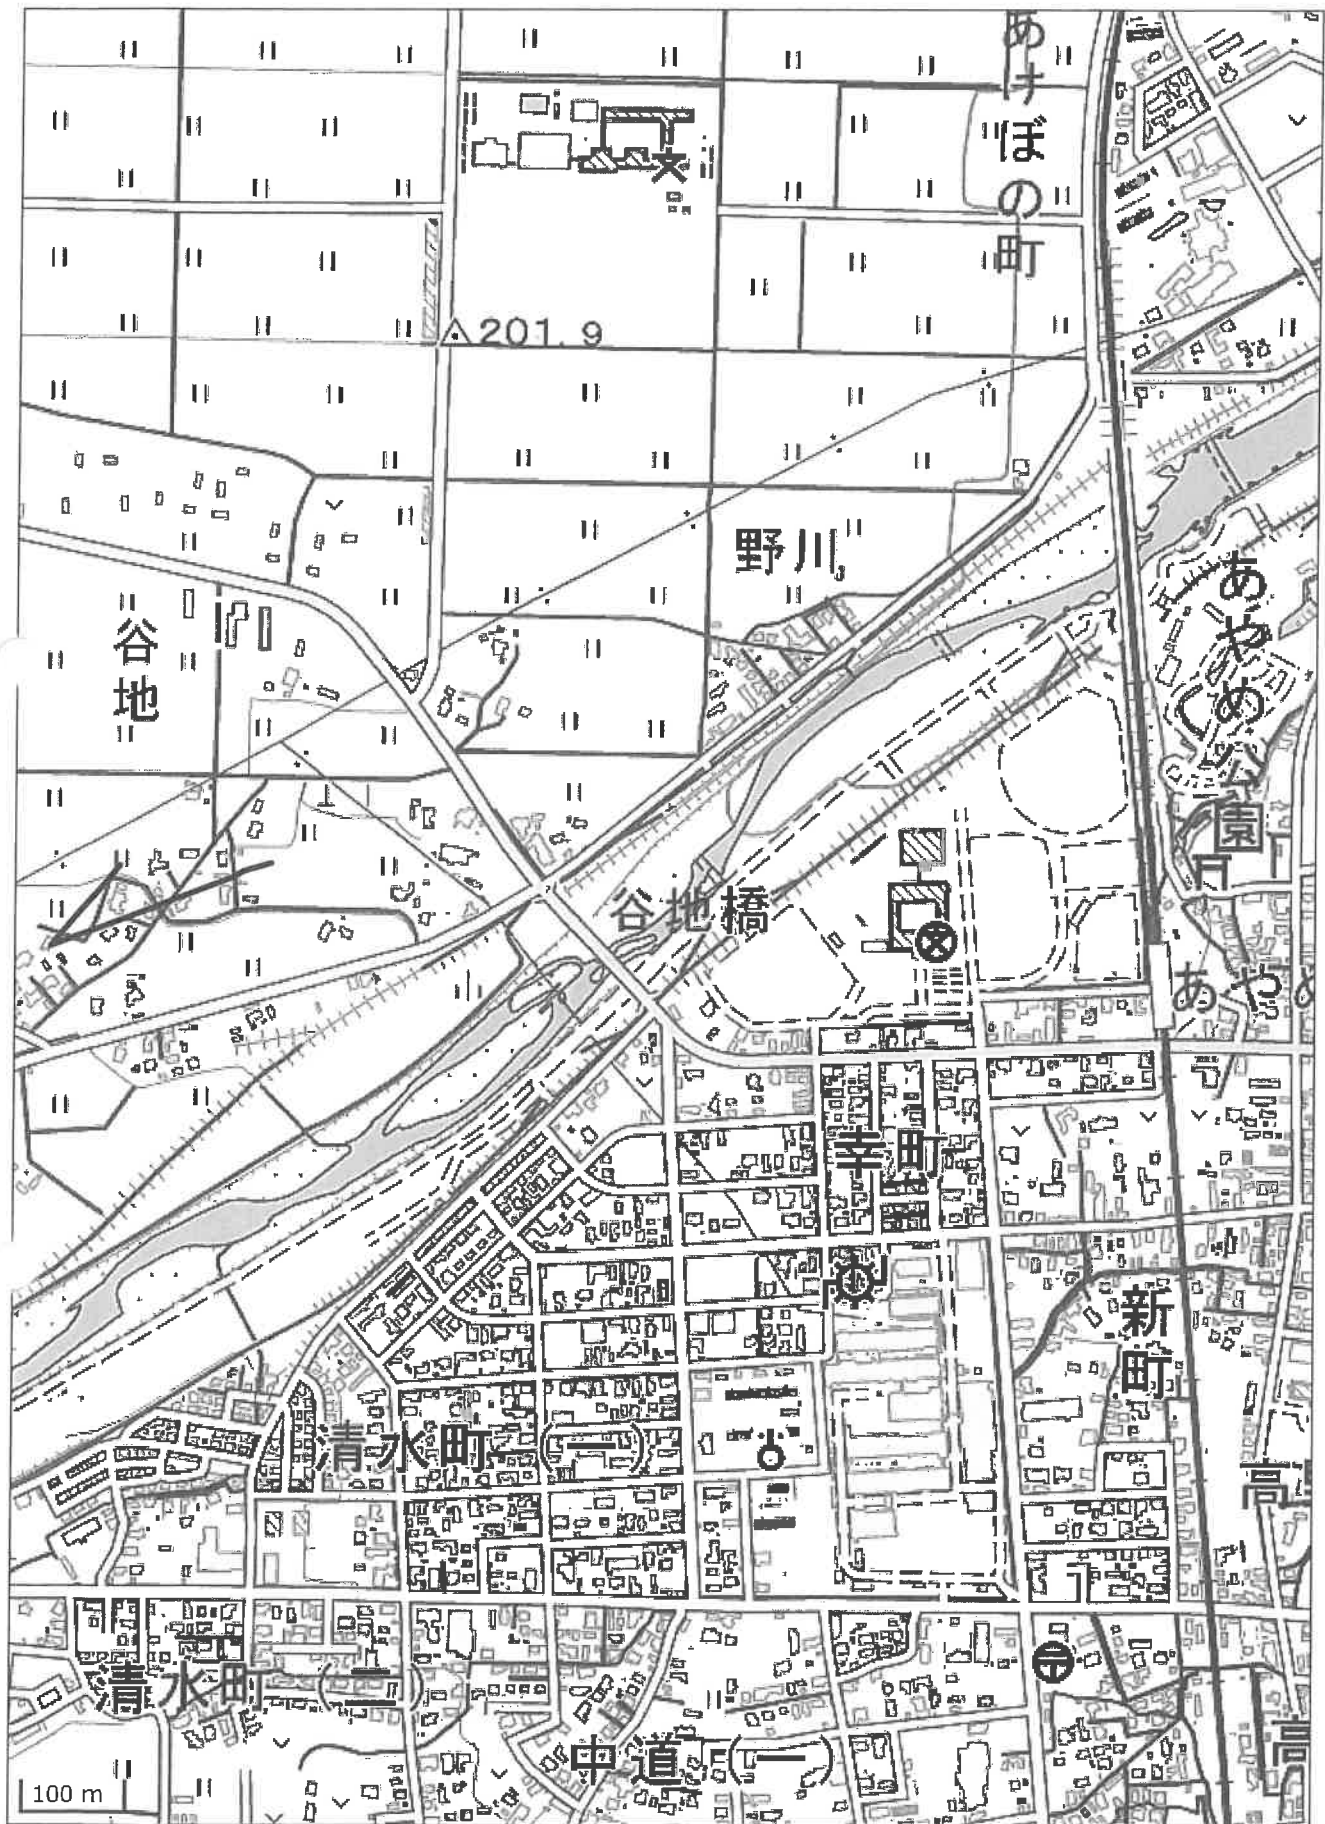 あけぼの町
201.9
野川
谷地
あやめ公園
谷地橋
あやめ
幸町
新町
清水町(一)
高
清水町(二)
中道(一)
高
100 m